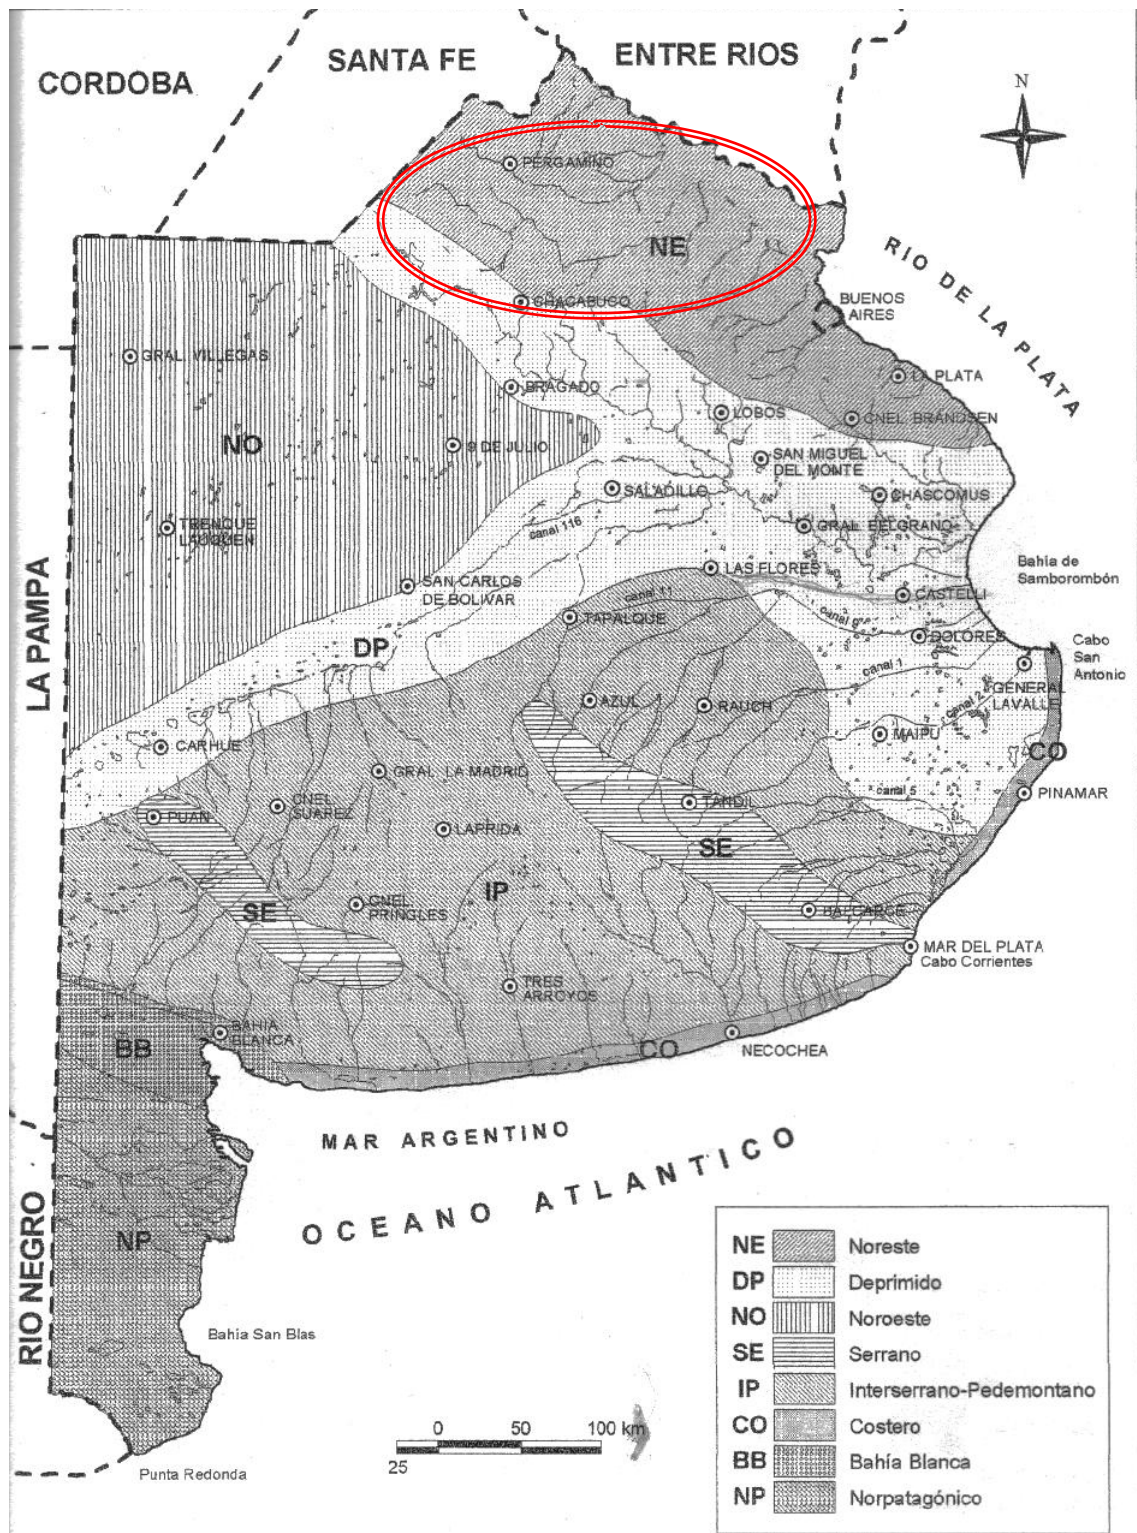 CORDOBA
SANTA FE
ENTRE RIOS
N
PERGAMINO
NE
RIO DE LA PLATA
CHACABUCO
BUENOS
AIRES
GRAL. VILLEGAS
BRAGADO
LA PLATA
LOBOS
CNEL BRANDSEN
NO
9 DE JULIO
SAN MIGUEL
DEL MONTE
SALADILLO
CHASCOMUS
TRENQUE
LAUQUEN
canal 116
GRAL BELGRANO
LA PAMPA
SAN CARLOS
DE BOLIVAR
LAS FLORES
Bahía de
Samborombón
canal 11
CASTELLI
TAPALQUE
canal 9
DOLORES
DP
Cabo
San
Antonio
canal 1
GENERAL
LAVALLE
AZUL
RAUCH
canal 2
MAIPU
CARHUE
CO
GRAL LA MADRID
CNEL
SUAREZ
TANDIL
canal 5
PINAMAR
PUAN
LAPRIDA
SE
IP
CNEL
PRINGLES
SE
BALCARCE
MAR DEL PLATA
Cabo Corrientes
TRES
ARROYOS
BAHIA
BLANCA
BB
CO
NECOCHEA
MAR ARGENTINO
OCEANO ATLANTICO
RIO NEGRO
NP
Bahia San Blas
Punta Redonda
0 50 100 km
25
NE Noreste
DP Deprimido
NO Noroeste
SE Serrano
IP Interserrano-Pedemontano
CO Costero
BB Bahía Blanca
NP Norpatagónico